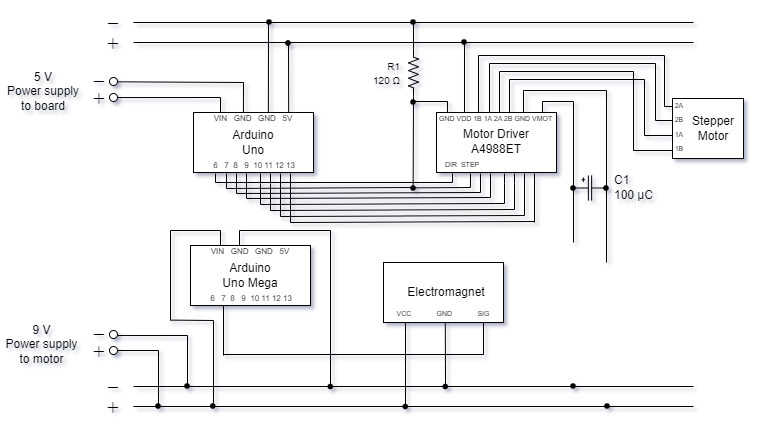 −
+
5 V
Power supply
to board
−
+
R1
120 Ω
VIN GND GND 5V
Arduino
Uno
6 7 8 9 10 11 12 13
GND VDD 1B 1A 2A 2B GND VMOT
Motor Driver
A4988ET
DIR STEP
2A
2B
1A
1B
Stepper
Motor
+
C1
100 µC
VIN GND GND 5V
Arduino
Uno Mega
6 7 8 9 10 11 12 13
Electromagnet
VCC GND SIG
9 V
Power supply
to motor
−
+
−
+